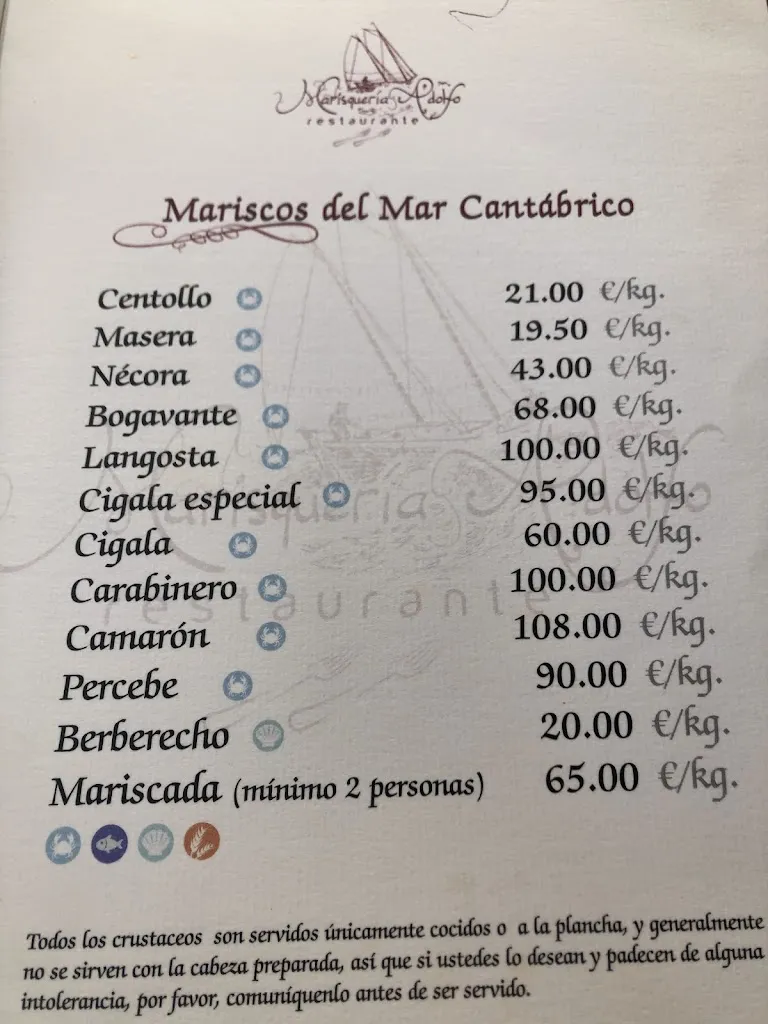 Marisquería Adolfo
restaurante
Mariscos del Mar Cantábrico
Centollo 21.00 €/kg.
Masera 19.50 €/kg.
Nécora 43.00 €/kg.
Bogavante 68.00 €/kg.
Langosta 100.00 €/kg.
Cigala especial 95.00 €/kg.
Cigala 60.00 €/kg.
Carabinero 100.00 €/kg.
Camarón 108.00 €/kg.
Percebe 90.00 €/kg.
Berberecho 20.00 €/kg.
Mariscada (mínimo 2 personas) 65.00 €/kg.
Todos los crustaceos son servidos únicamente cocidos o a la plancha, y generalmente
no se sirven con la cabeza preparada, así que si ustedes lo desean y padecen de alguna
intolerancia, por favor, comuníquenlo antes de ser servido.